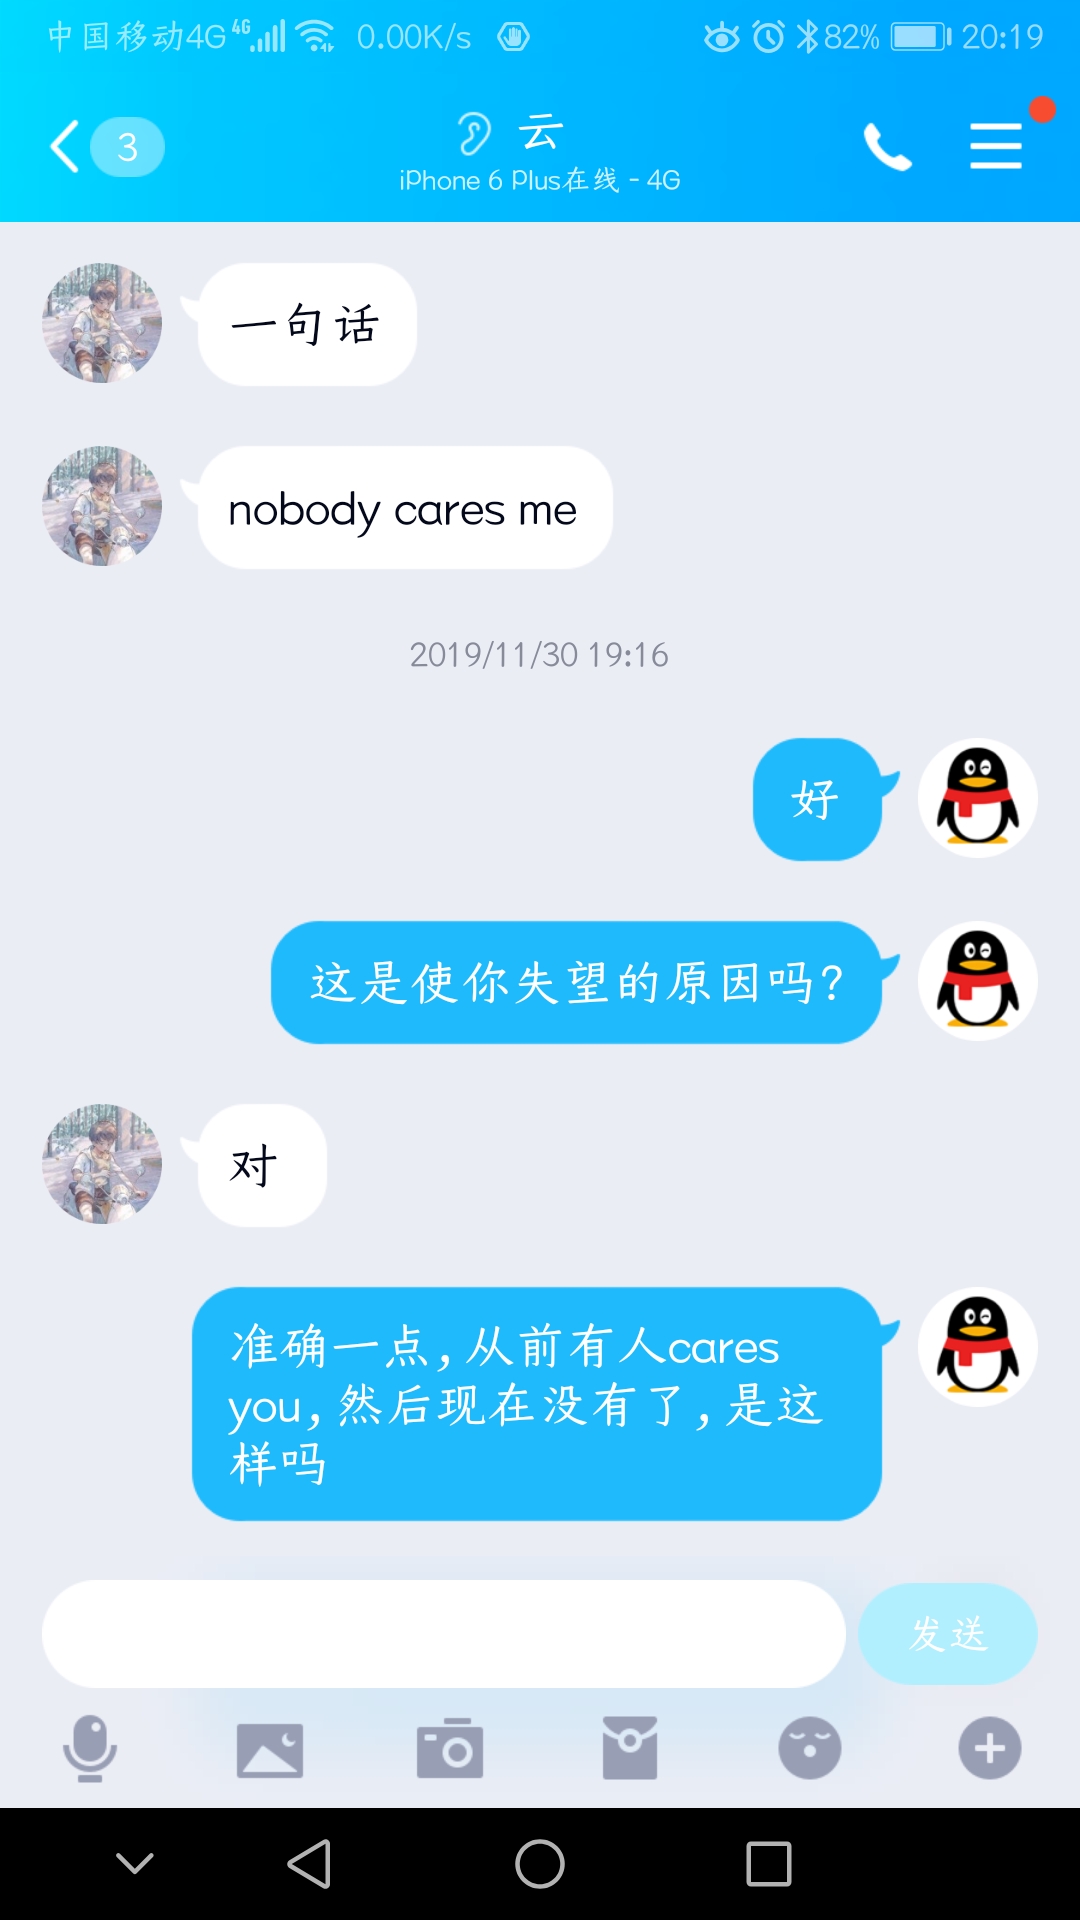 中国移动4G 4G 0.00K/s 82% 20:19
3
云
iPhone 6 Plus在线 - 4G
一句话
nobody cares me
2019/11/30 19:16
好
这是使你失望的原因吗?
对
准确一点,从前有人cares
you,然后现在没有了,是这
样吗
发送